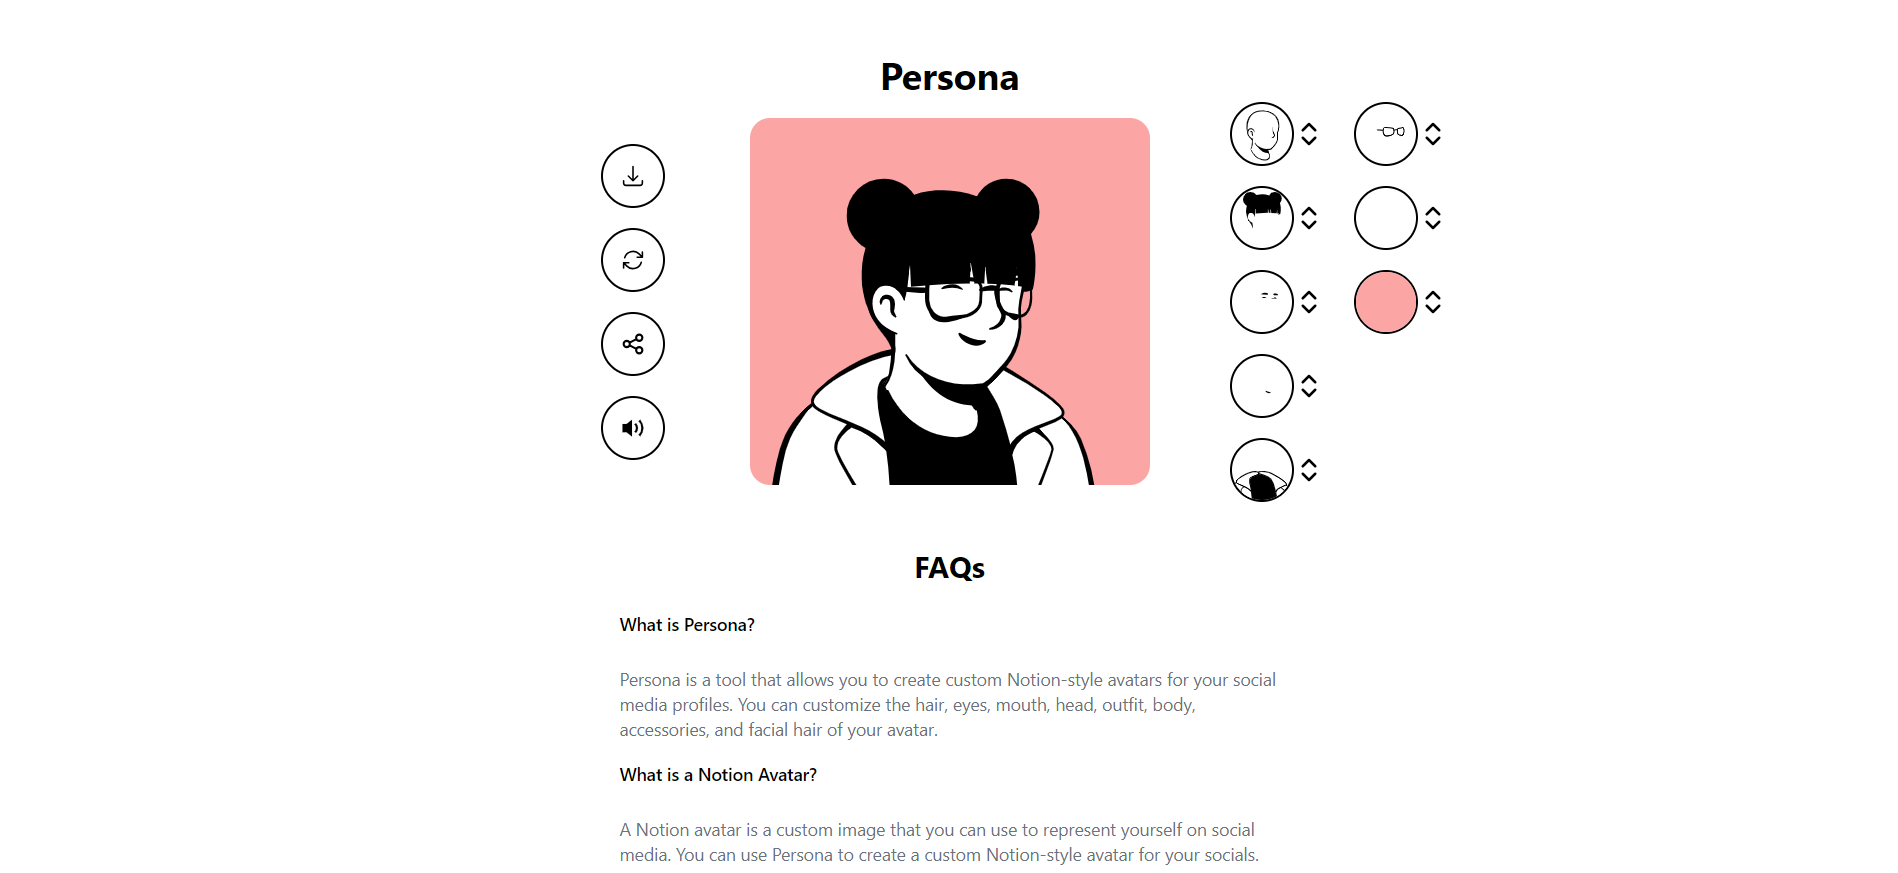 Persona
FAQs
What is Persona?
Persona is a tool that allows you to create custom Notion-style avatars for your social
media profiles. You can customize the hair, eyes, mouth, head, outfit, body,
accessories, and facial hair of your avatar.
What is a Notion Avatar?
A Notion avatar is a custom image that you can use to represent yourself on social
media. You can use Persona to create a custom Notion-style avatar for your socials.